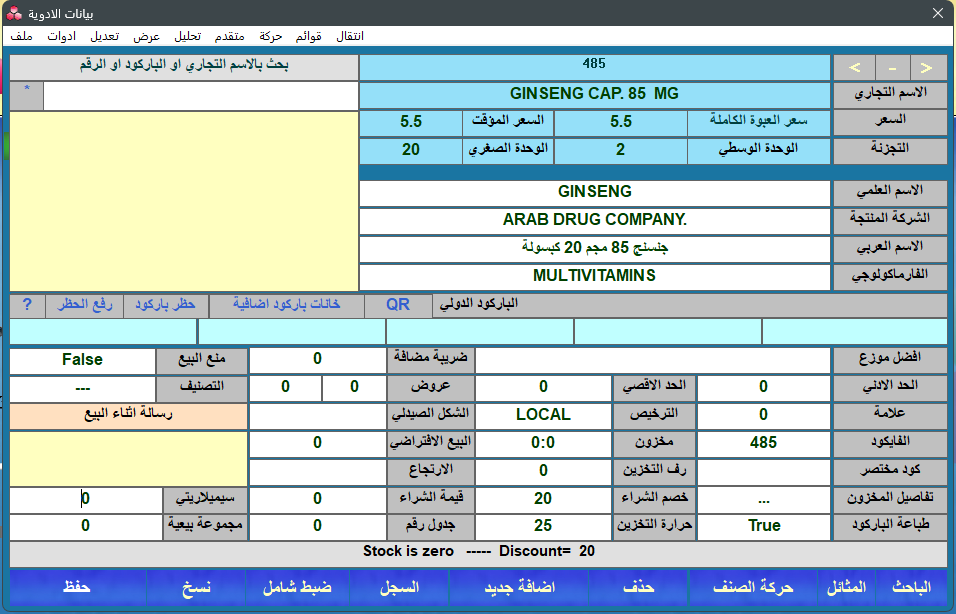 بيانات الادوية
ملف ادوات تعديل عرض تحليل متقدم حركة قوائم انتقال
< - > 485 بحث بالاسم التجاري او الباركود او الرقم
الاسم التجاري GINSENG CAP. 85 MG *
السعر سعر العبوة الكاملة 5.5 السعر المؤقت 5.5
التجزئة الوحدة الوسطي 2 الوحدة الصغري 20
الاسم العلمي GINSENG
الشركة المنتجة ARAB DRUG COMPANY.
الاسم العربي جنسنج 85 مجم 20 كبسولة
الفارماكولوجي MULTIVITAMINS
الباركود الدولي QR خانات باركود اضافية حظر باركود رفع الحظر ?
افضل موزع ضريبة مضافة 0 منع البيع False
الحد الادني 0 الحد الاقصي 0 عروض 0 0 التصنيف ---
علامة 0 الترخيص LOCAL الشكل الصيدلي رسالة اثناء البيع
الفايكود 485 مخزون 0:0 البيع الافتراضي 0
كود مختصر رف التخزين 0 الارتجاع
تفاصيل المخزون ... خصم الشراء 20 قيمة الشراء 0 سيميلاريتي 0
طباعة الباركود True حرارة التخزين 25 جدول رقم 0 مجموعة بيعية 0
Stock is zero ----- Discount= 20
الباحث المثائل حركة الصنف حذف اضافة جديد السجل ضبط شامل نسخ حفظ